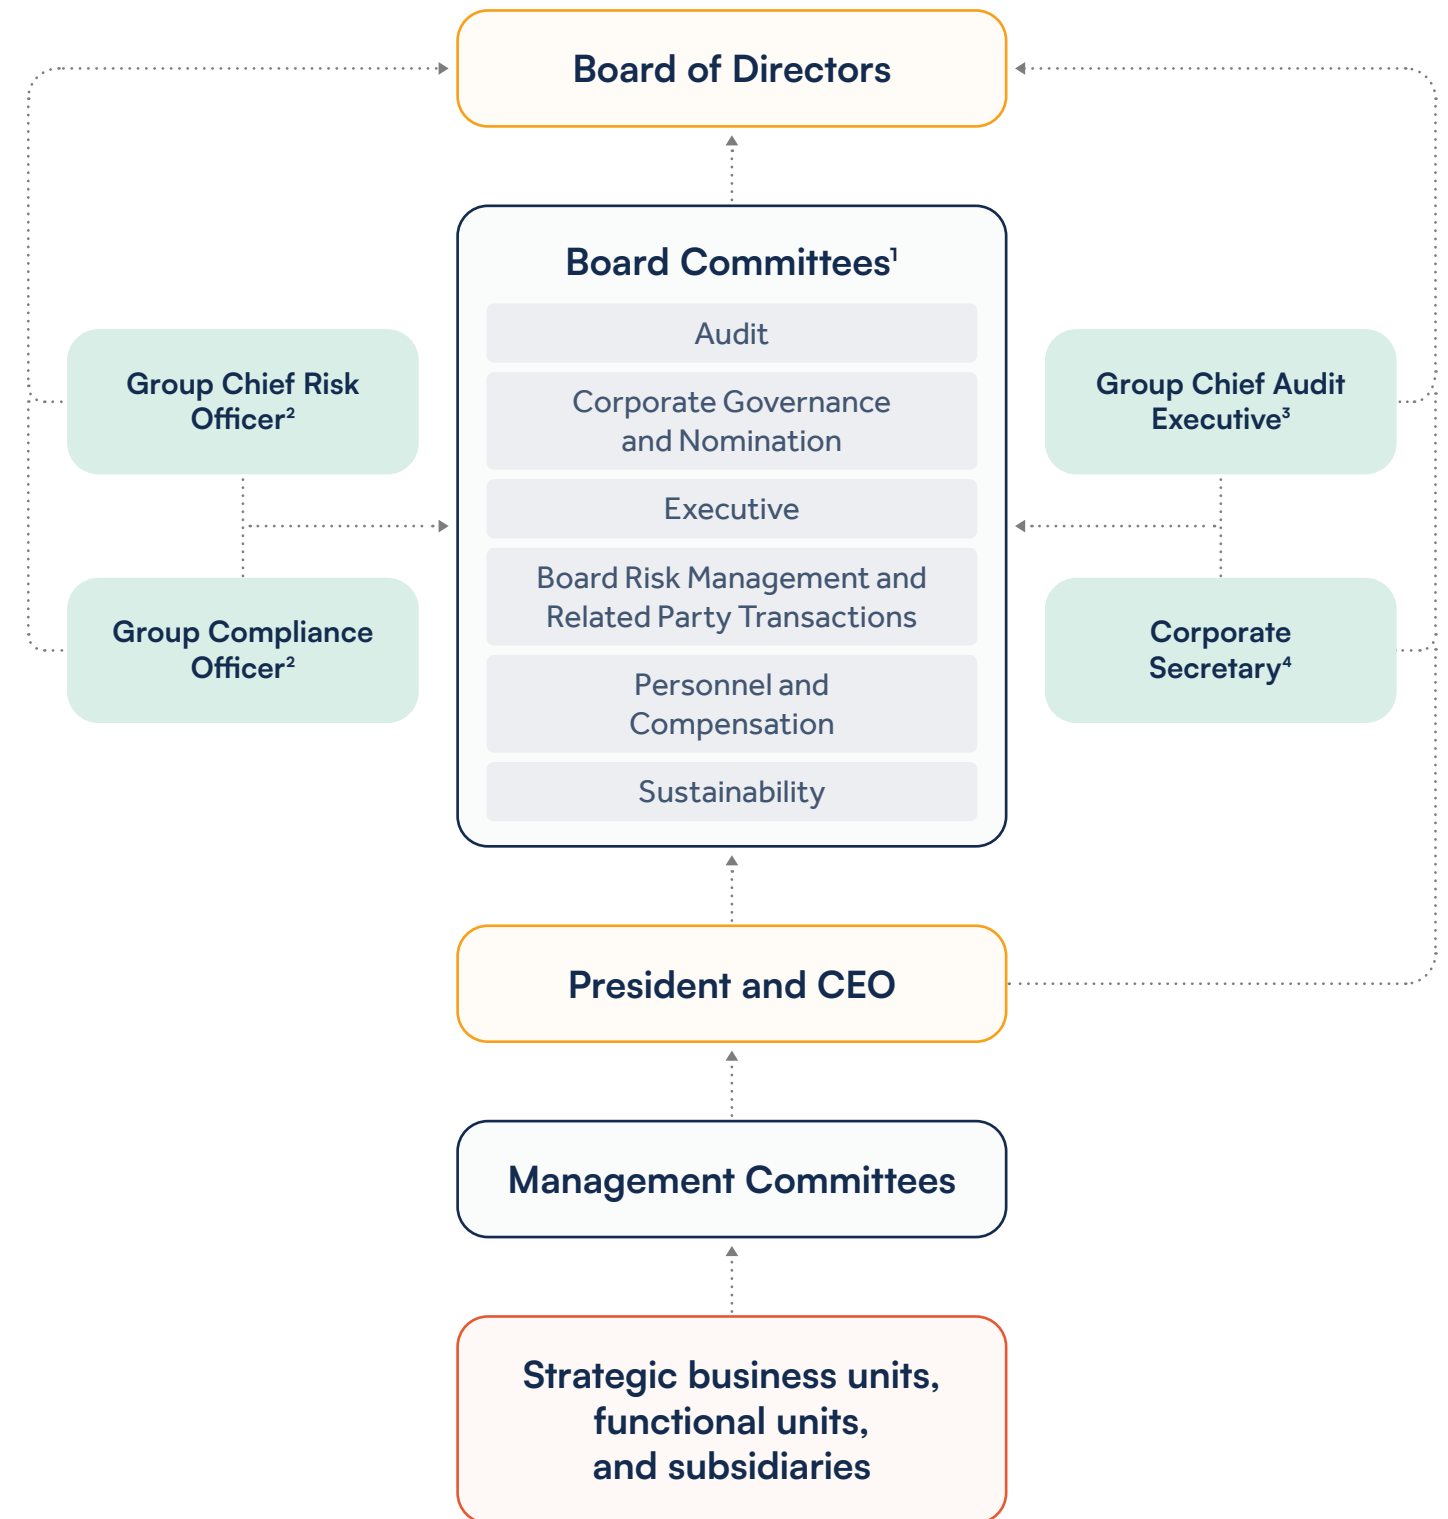 Board of Directors
Board Committees¹
Audit
Corporate Governance
and Nomination
Executive
Board Risk Management and
Related Party Transactions
Personnel and
Compensation
Sustainability
Group Chief Risk
Officer²
Group Compliance
Officer²
Group Chief Audit
Executive³
Corporate
Secretary⁴
President and CEO
Management Committees
Strategic business units,
functional units,
and subsidiaries